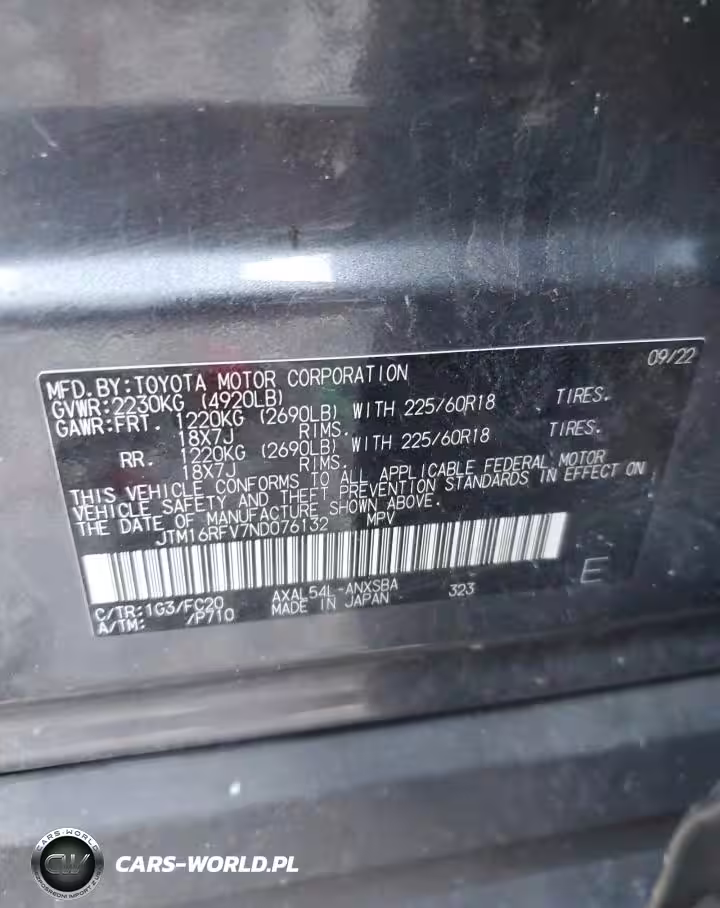 09/22
MFD.BY:TOYOTA MOTOR CORPORATION
GVWR:2230KG (4920LB)
GAWR:FRT. 1220KG (2690LB) WITH 225/60R18 TIRES.
18X7J RIMS.
RR. 1220KG (2690LB) WITH 225/60R18 TIRES.
18X7J RIMS.
THIS VEHICLE CONFORMS TO ALL APPLICABLE FEDERAL MOTOR
VEHICLE SAFETY AND THEFT PREVENTION STANDARDS IN EFFECT ON
THE DATE OF MANUFACTURE SHOWN ABOVE.
JTM16RFV7ND076132 MPV
C/TR:1G3/FC20 AXAL54L-ANXSBA 323 E
A/TM: /P710 MADE IN JAPAN
CARS-WORLD
CW
CARS-WORLD.PL